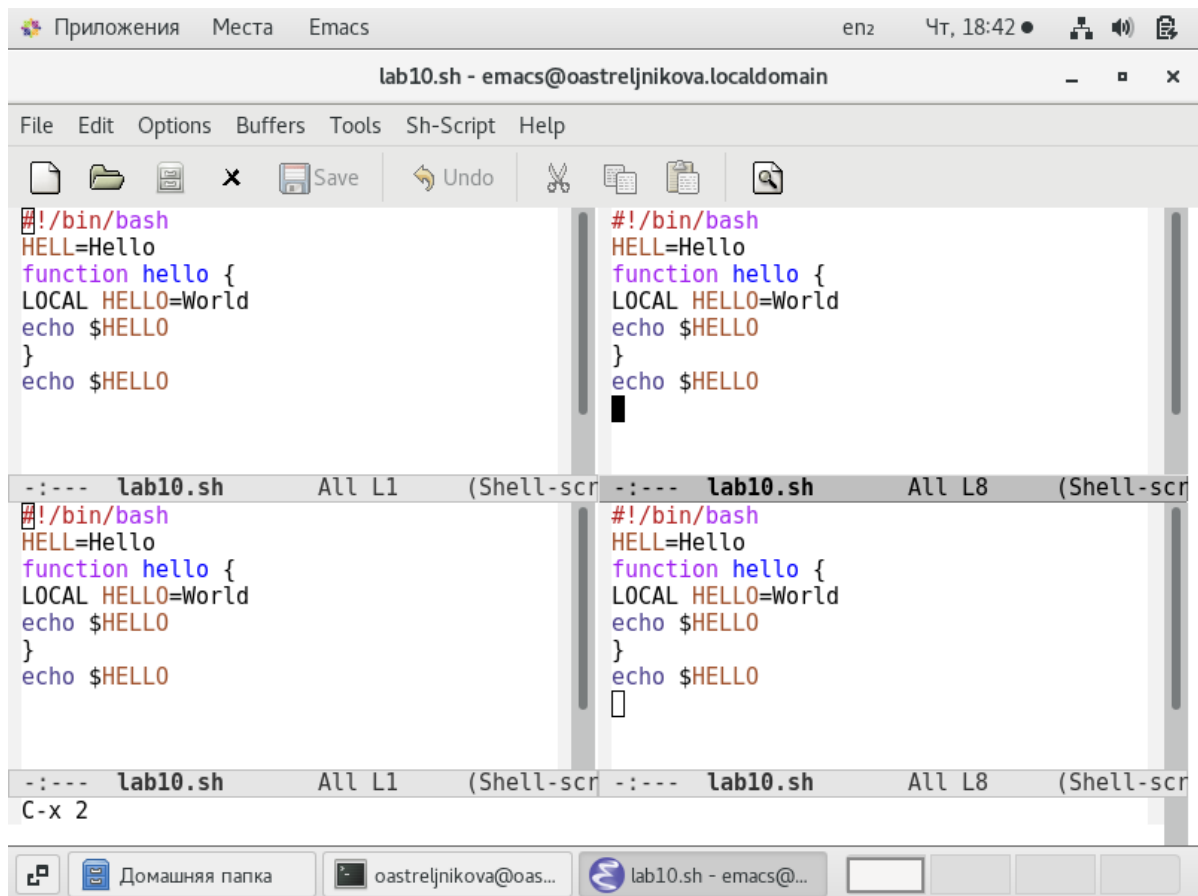 Приложения Места Emacs en₂ Чт, 18:42
lab10.sh - emacs@oastreljnikova.localdomain
File Edit Options Buffers Tools Sh-Script Help
Save Undo
#!/bin/bash
HELL=Hello
function hello {
LOCAL HELLO=World
echo $HELLO
}
echo $HELLO
-:--- lab10.sh All L1 (Shell-scr
#!/bin/bash
HELL=Hello
function hello {
LOCAL HELLO=World
echo $HELLO
}
echo $HELLO
-:--- lab10.sh All L8 (Shell-scr
#!/bin/bash
HELL=Hello
function hello {
LOCAL HELLO=World
echo $HELLO
}
echo $HELLO
-:--- lab10.sh All L1 (Shell-scr
#!/bin/bash
HELL=Hello
function hello {
LOCAL HELLO=World
echo $HELLO
}
echo $HELLO
-:--- lab10.sh All L8 (Shell-scr
C-x 2
Домашняя папка oastreljnikova@oas... lab10.sh - emacs@...